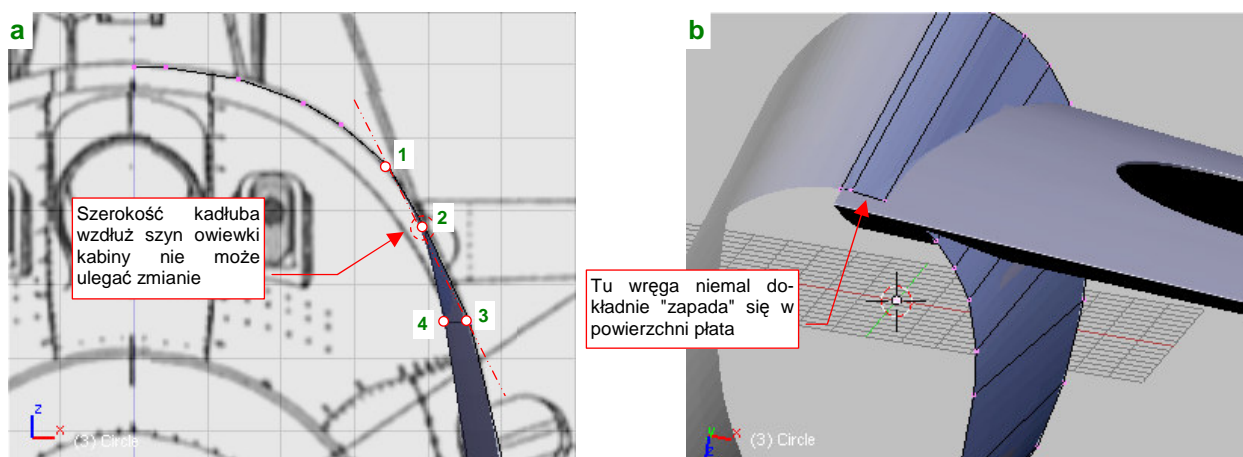 a
1
2
3
4
Szerokość kadłuba
wzdłuż szyn owiewki
kabiny nie może
ulegać zmianie
z
x
(3) Circle
b
Tu wręga niemal do-
kładnie "zapada" się w
powierzchni płata
y
z
x
(3) Circle